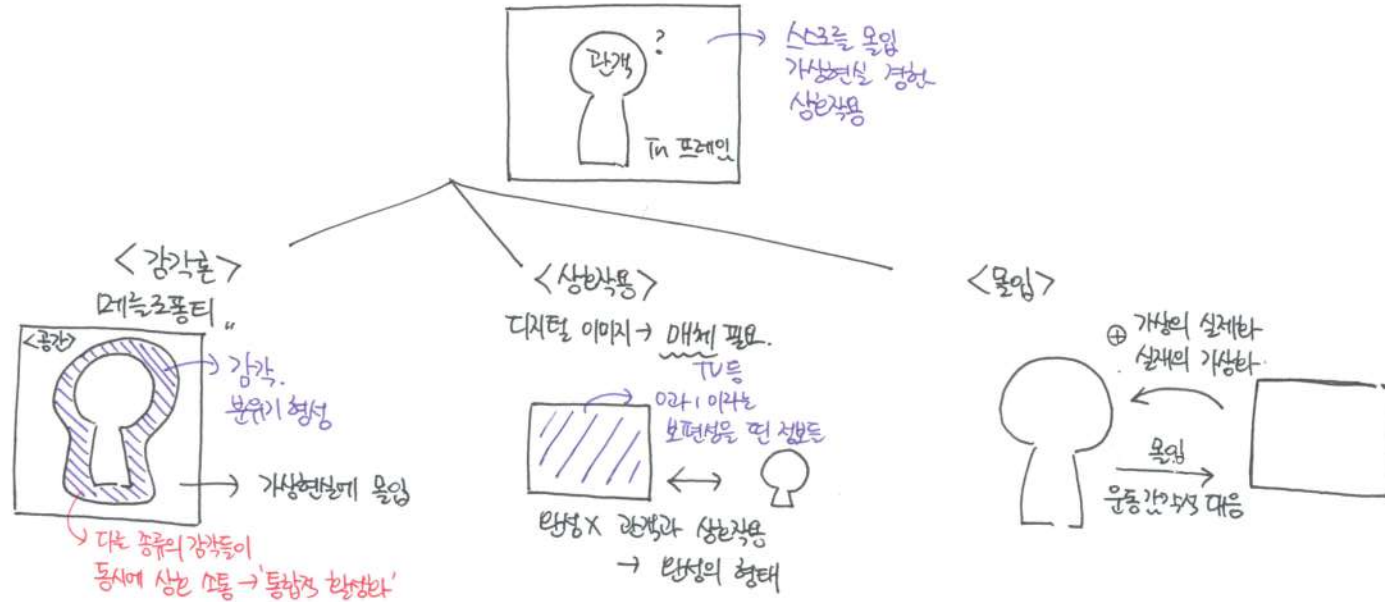 관객
?
In 프레임
→ 스스로를 몰입
가상현실 경험
상호작용
<감각론>
메를로퐁티
<공간>
→ 감각.
분위기 형성
→ 가상현실에 몰입
다른 종류의 감각들이
동시에 상호 소통 → '통합적 활성화'
<상호작용>
디지털 이미지 → 매체 필요.
TV등
0과 1 이라는
보편성을 띤 정보들
완성X 관객과 상호작용
→ 완성의 형태
<몰입>
⊕ 가상의 실제화
실재의 가상화
몰입
운동감각적 대응